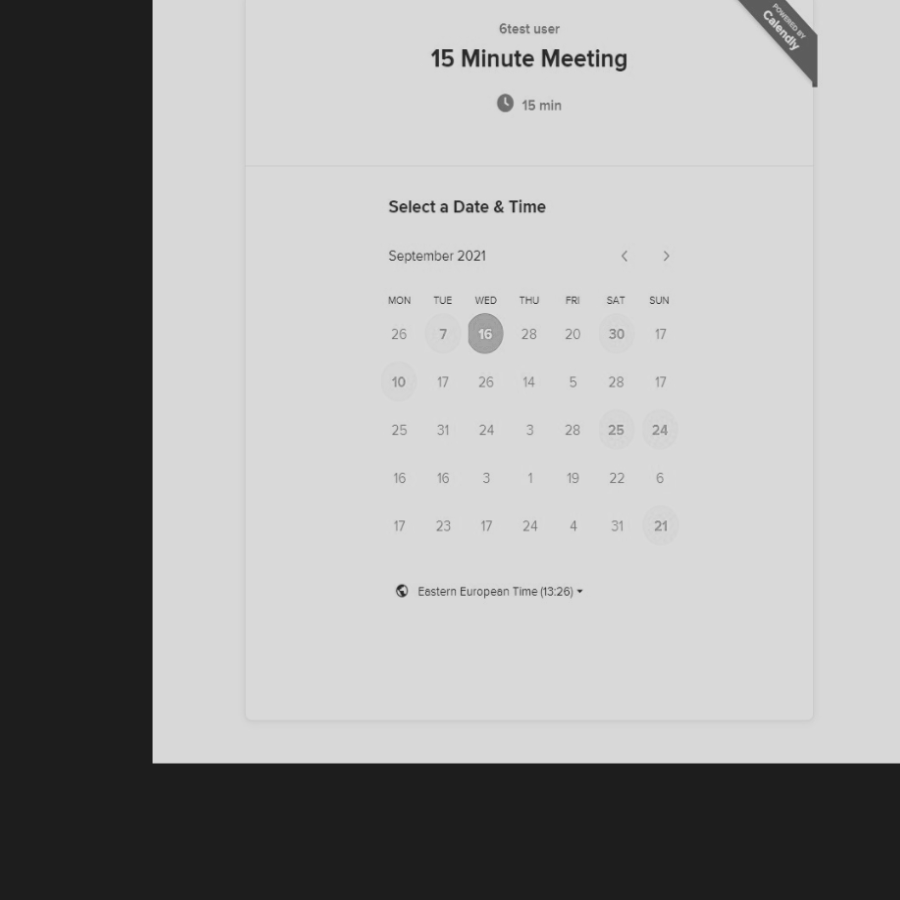 6test user
POWERED BY
Calendly
15 Minute Meeting
15 min
Select a Date & Time
September 2021
MON TUE WED THU FRI SAT SUN
26 7 16 28 20 30 17
10 17 26 14 5 28 17
25 31 24 3 28 25 24
16 16 3 1 19 22 6
17 23 17 24 4 31 21
Eastern European Time (13:26)